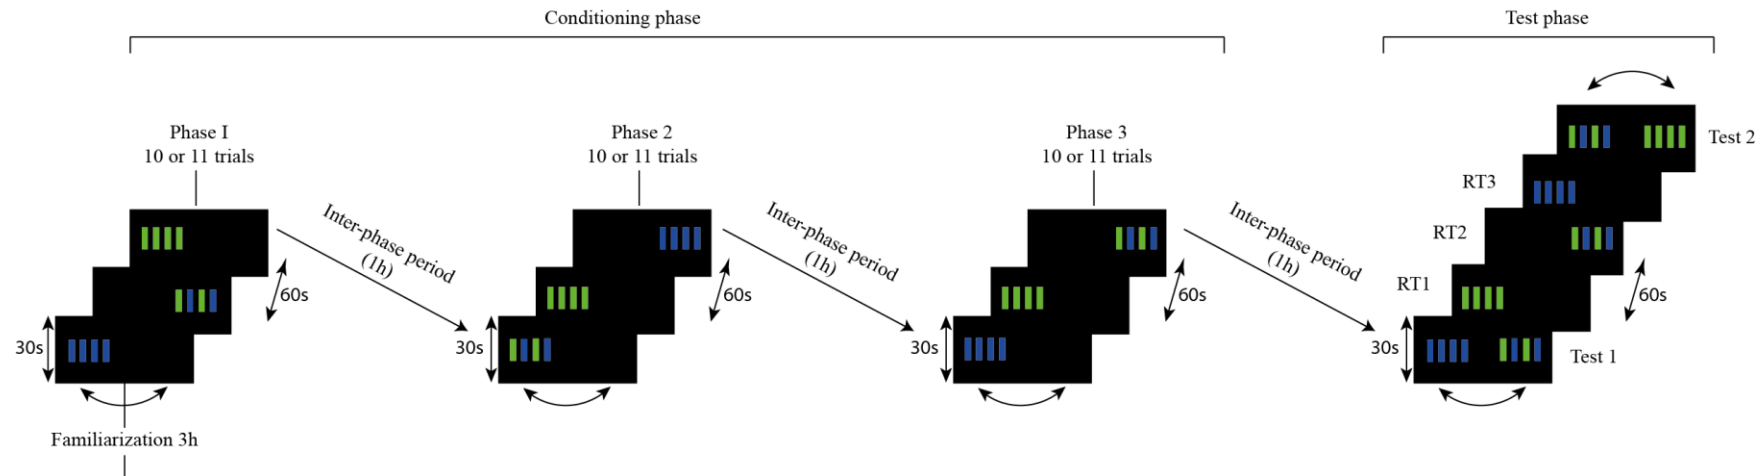 Conditioning phase
Test phase
Phase I
10 or 11 trials
Phase 2
10 or 11 trials
Phase 3
10 or 11 trials
Inter-phase period
(1h)
Inter-phase period
(1h)
Inter-phase period
(1h)
Test 2
RT3
RT2
RT1
Test 1
60s
60s
60s
60s
30s
30s
30s
30s
Familiarization 3h